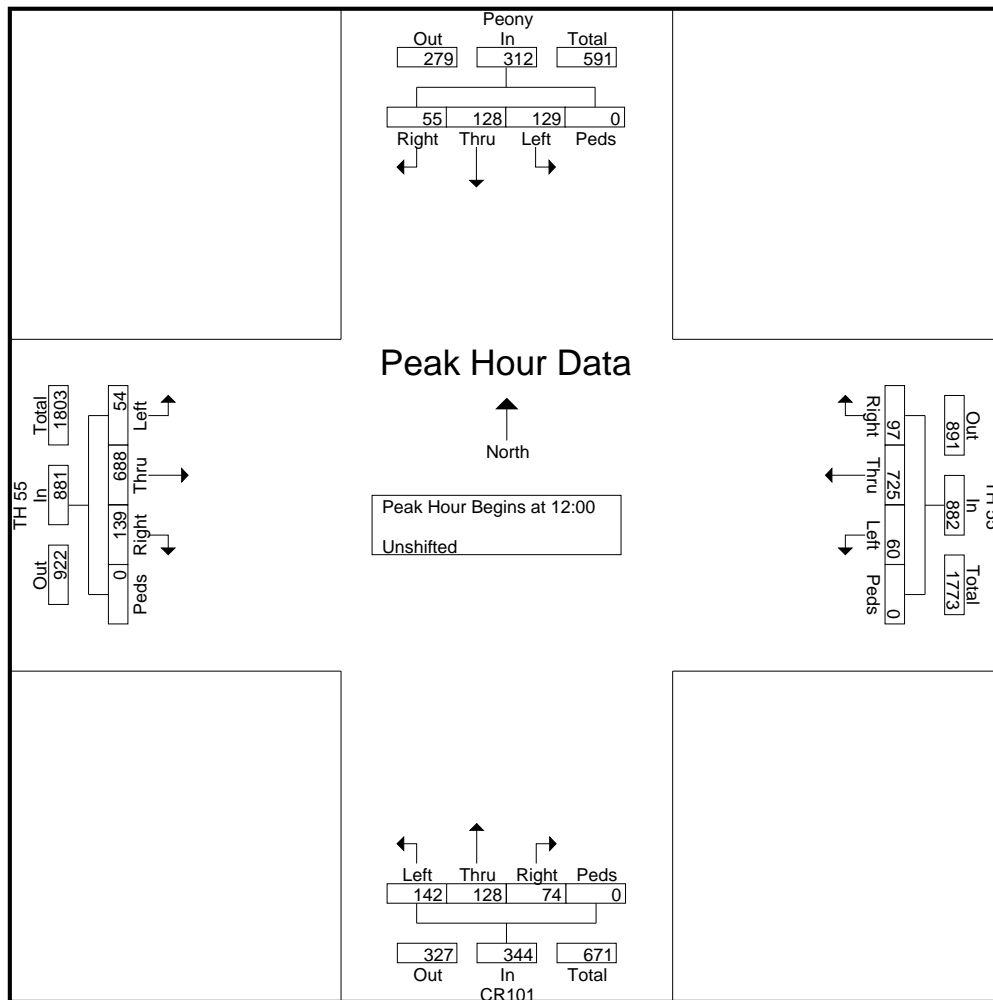 Peony
Out In Total
279 312 591
55 128 129 0
Right Thru Left Peds
Peak Hour Data
North
Peak Hour Begins at 12:00
Unshifted
TH 55
Total In Out
1803 881 922
54 688 139 0
Left Thru Right Peds
Right Thru Left Peds
97 725 60 0
Out In Total
891 882 1773
TH 55
Left Thru Right Peds
142 128 74 0
327 344 671
Out In Total
CR101